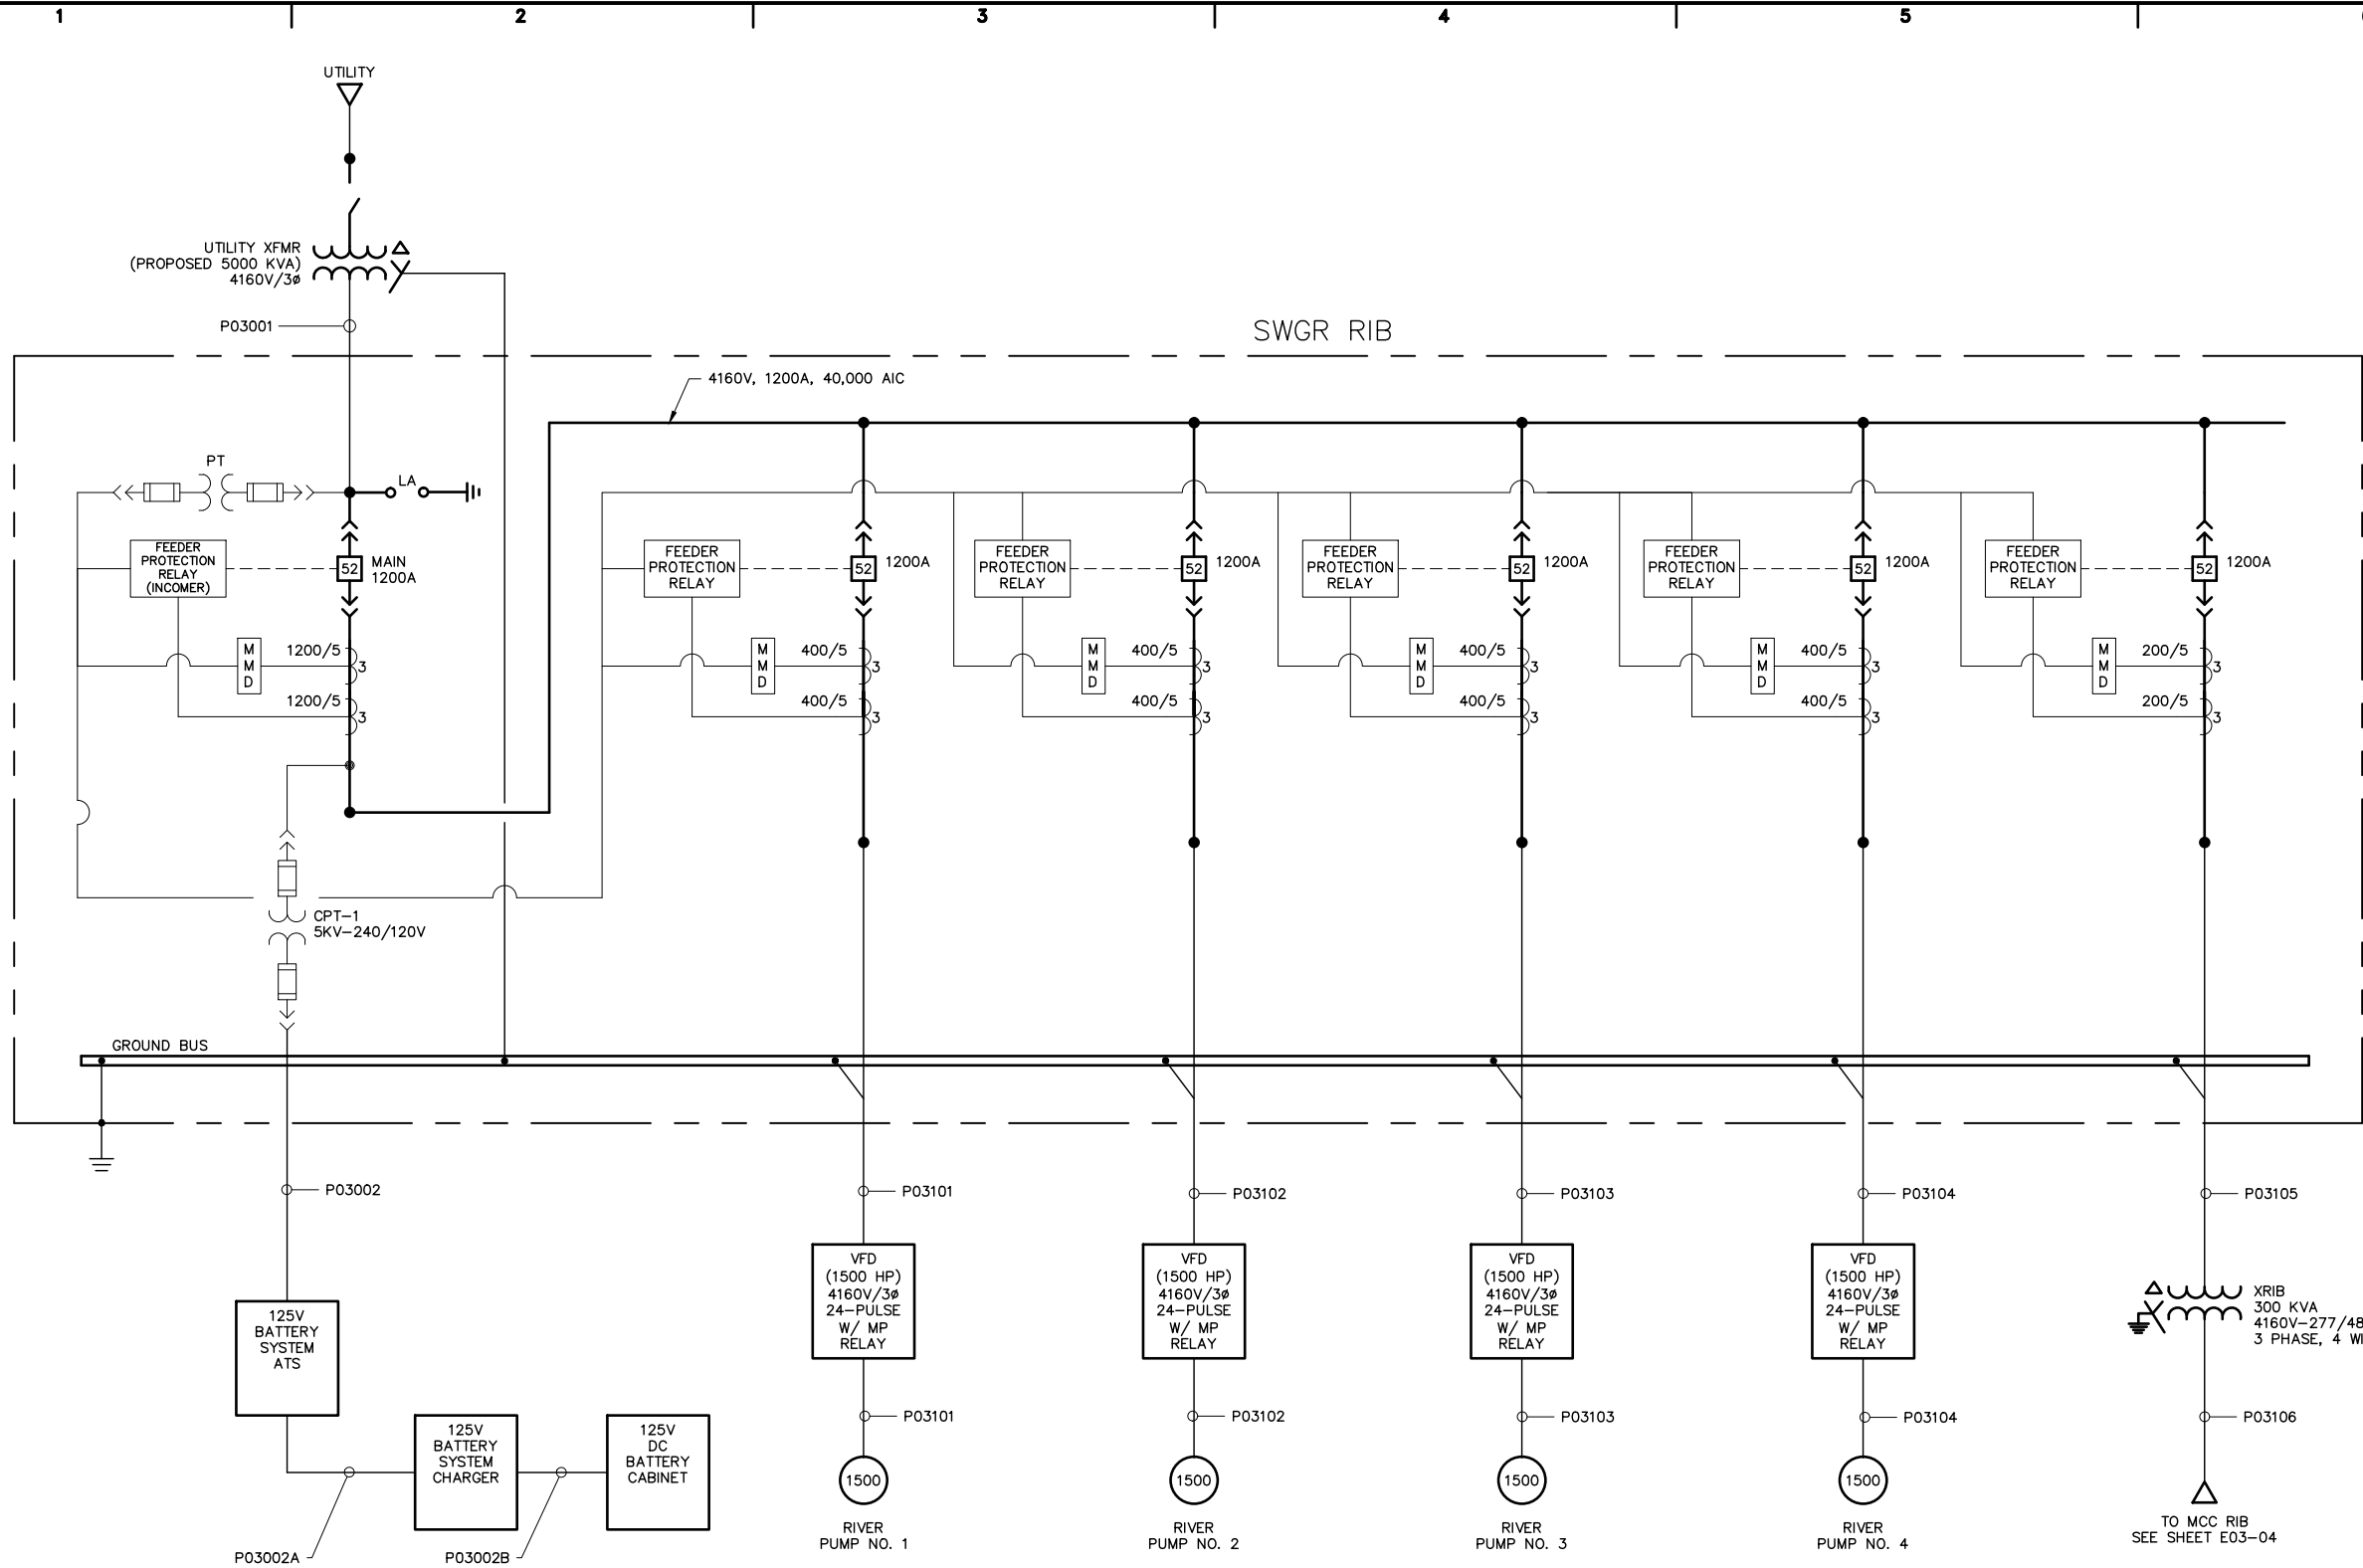 1
2
3
4
5
UTILITY
UTILITY XFMR
(PROPOSED 5000 KVA)
4160V/3ø
P03001
SWGR RIB
4160V, 1200A, 40,000 AIC
PT
LA
FEEDER
PROTECTION
RELAY
(INCOMER)
52
MAIN
1200A
FEEDER
PROTECTION
RELAY
52
1200A
FEEDER
PROTECTION
RELAY
52
1200A
FEEDER
PROTECTION
RELAY
52
1200A
FEEDER
PROTECTION
RELAY
52
1200A
FEEDER
PROTECTION
RELAY
52
1200A
M
M
D
1200/5
3
1200/5
3
M
M
D
400/5
3
400/5
3
M
M
D
400/5
3
400/5
3
M
M
D
400/5
3
400/5
3
M
M
D
400/5
3
400/5
3
M
M
D
200/5
3
200/5
3
CPT-1
5KV-240/120V
GROUND BUS
P03002
P03101
P03102
P03103
P03104
P03105
125V
BATTERY
SYSTEM
ATS
VFD
(1500 HP)
4160V/3ø
24-PULSE
W/ MP
RELAY
VFD
(1500 HP)
4160V/3ø
24-PULSE
W/ MP
RELAY
VFD
(1500 HP)
4160V/3ø
24-PULSE
W/ MP
RELAY
VFD
(1500 HP)
4160V/3ø
24-PULSE
W/ MP
RELAY
XRIB
300 KVA
4160V-277/48
3 PHASE, 4 WI
125V
BATTERY
SYSTEM
CHARGER
125V
DC
BATTERY
CABINET
P03101
P03102
P03103
P03104
P03106
1500
1500
1500
1500
P03002A
P03002B
RIVER
PUMP NO. 1
RIVER
PUMP NO. 2
RIVER
PUMP NO. 3
RIVER
PUMP NO. 4
TO MCC RIB
SEE SHEET E03-04